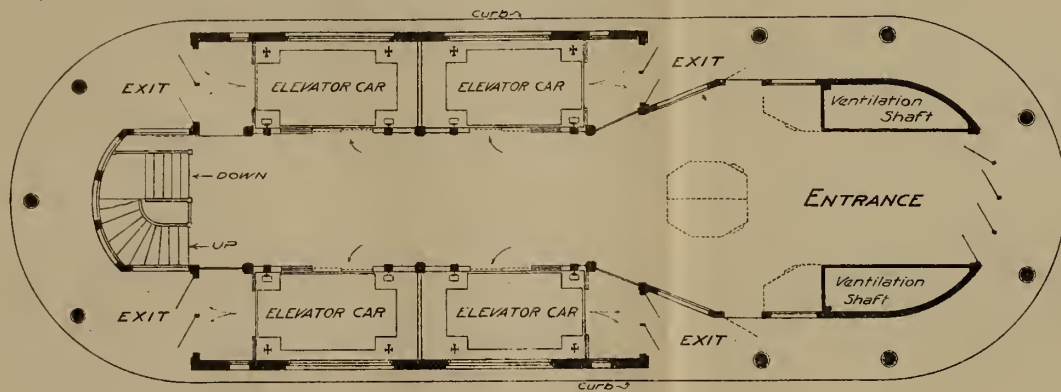 Curb
EXIT
ELEVATOR CAR
ELEVATOR CAR
EXIT
Ventilation
Shaft
DOWN
ENTRANCE
UP
EXIT
ELEVATOR CAR
ELEVATOR CAR
EXIT
Ventilation
Shaft
Curb